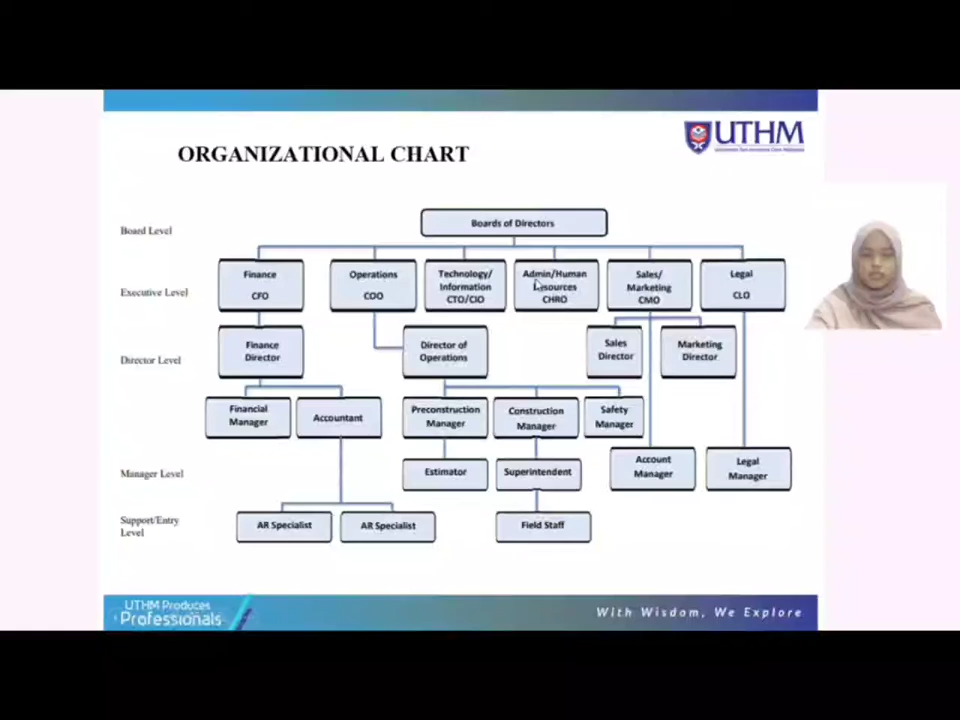 UTHM
ORGANIZATIONAL CHART
Board Level
Boards of Directors
Executive Level
Finance
CFO
Operations
COO
Technology/
Information
CTO/CIO
Admin/Human
Resources
CHRO
Sales/
Marketing
CMO
Legal
CLO
Director Level
Finance
Director
Director of
Operations
Sales
Director
Marketing
Director
Financial
Manager
Accountant
Preconstruction
Manager
Construction
Manager
Safety
Manager
Manager Level
Estimator
Superintendent
Account
Manager
Legal
Manager
Support/Entry
Level
AR Specialist
AR Specialist
Field Staff
UTHM Produces
Professionals
With Wisdom, We Explore